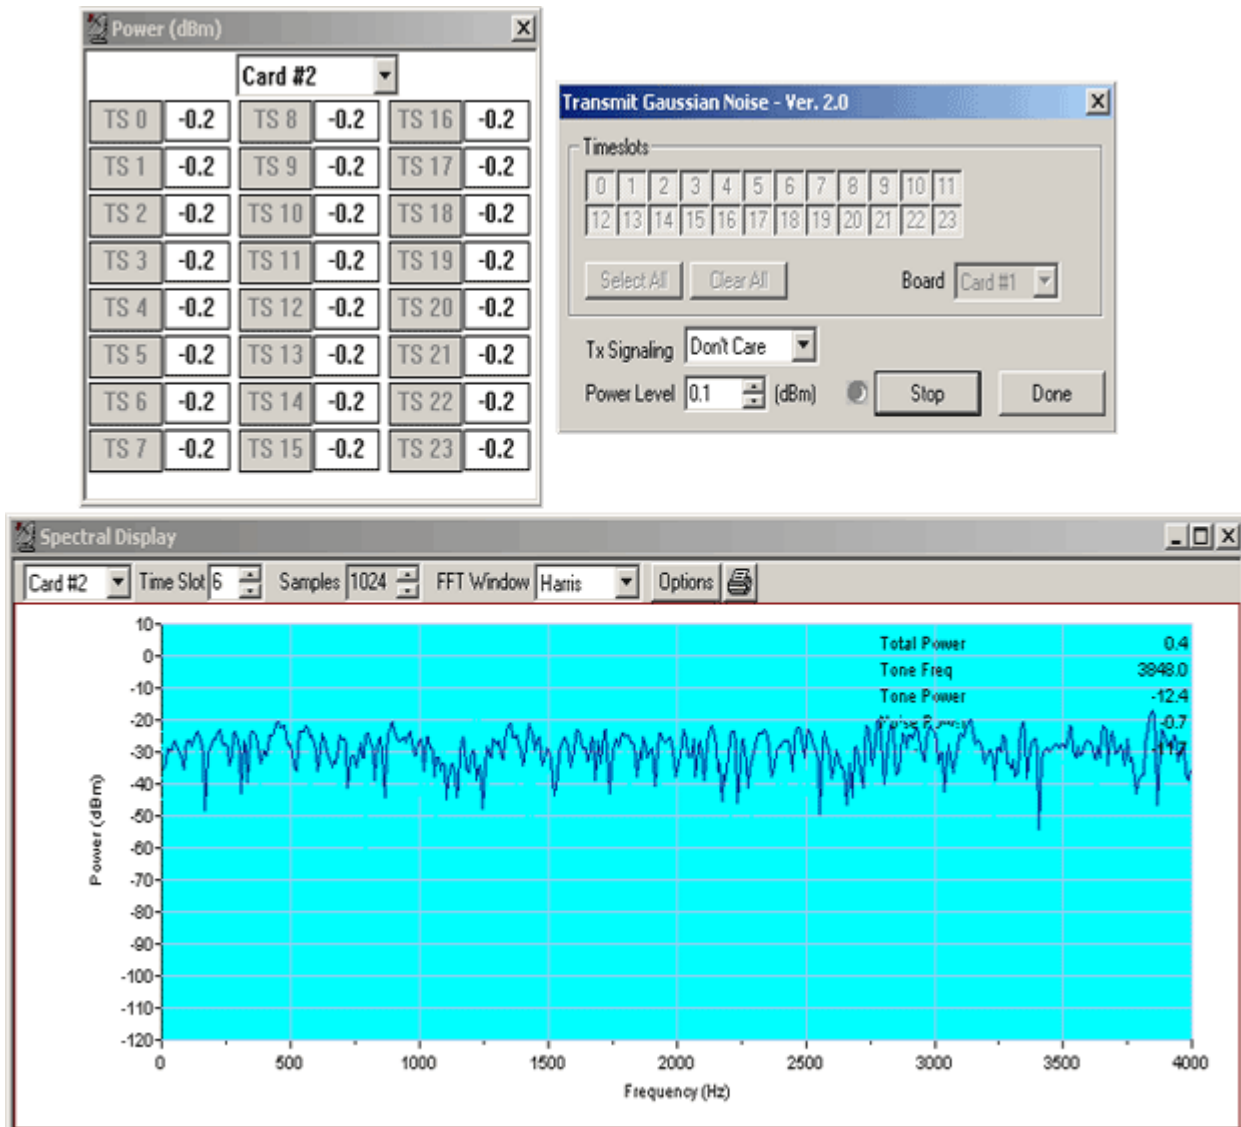 Power (dBm)
Card #2
TS 0 -0.2 TS 8 -0.2 TS 16 -0.2
TS 1 -0.2 TS 9 -0.2 TS 17 -0.2
TS 2 -0.2 TS 10 -0.2 TS 18 -0.2
TS 3 -0.2 TS 11 -0.2 TS 19 -0.2
TS 4 -0.2 TS 12 -0.2 TS 20 -0.2
TS 5 -0.2 TS 13 -0.2 TS 21 -0.2
TS 6 -0.2 TS 14 -0.2 TS 22 -0.2
TS 7 -0.2 TS 15 -0.2 TS 23 -0.2
Transmit Gaussian Noise - Ver. 2.0
Timeslots
0 1 2 3 4 5 6 7 8 9 10 11
12 13 14 15 16 17 18 19 20 21 22 23
Select All Clear All Board Card #1
Tx Signaling Don't Care
Power Level 0.1 (dBm) Stop Done
Spectral Display
Card #2 Time Slot 6 Samples 1024 FFT Window Harris Options
Total Power 0.4
Tone Freq 3848.0
Tone Power -12.4
Noise Power -0.7
-11.7
10
0
-10
-20
-30
-40
-50
-60
-70
-80
-90
-100
-110
-120
Power (dBm)
0 500 1000 1500 2000 2500 3000 3500 4000
Frequency (Hz)